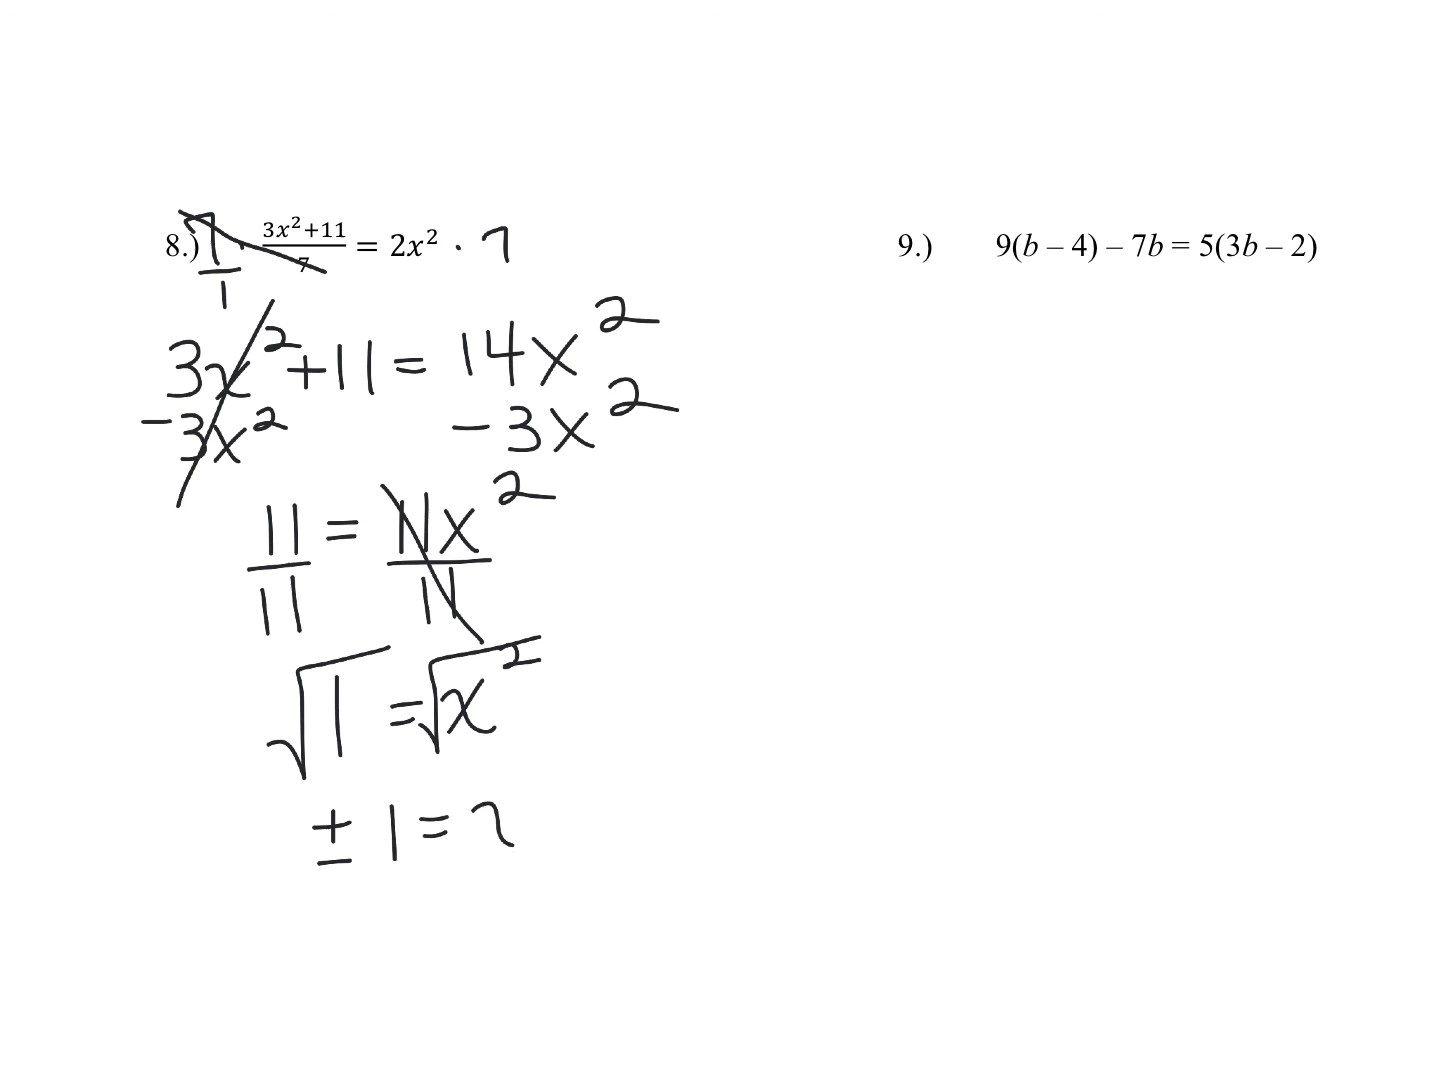 8.) 7/1 · (3x²+11)/7 = 2x² · 7
3x² + 11 = 14x²
- 3x² - 3x²
11/11 = 11x²/11
√1 = √x²
± 1 =
9.) 9(b – 4) – 7b = 5(3b – 2)